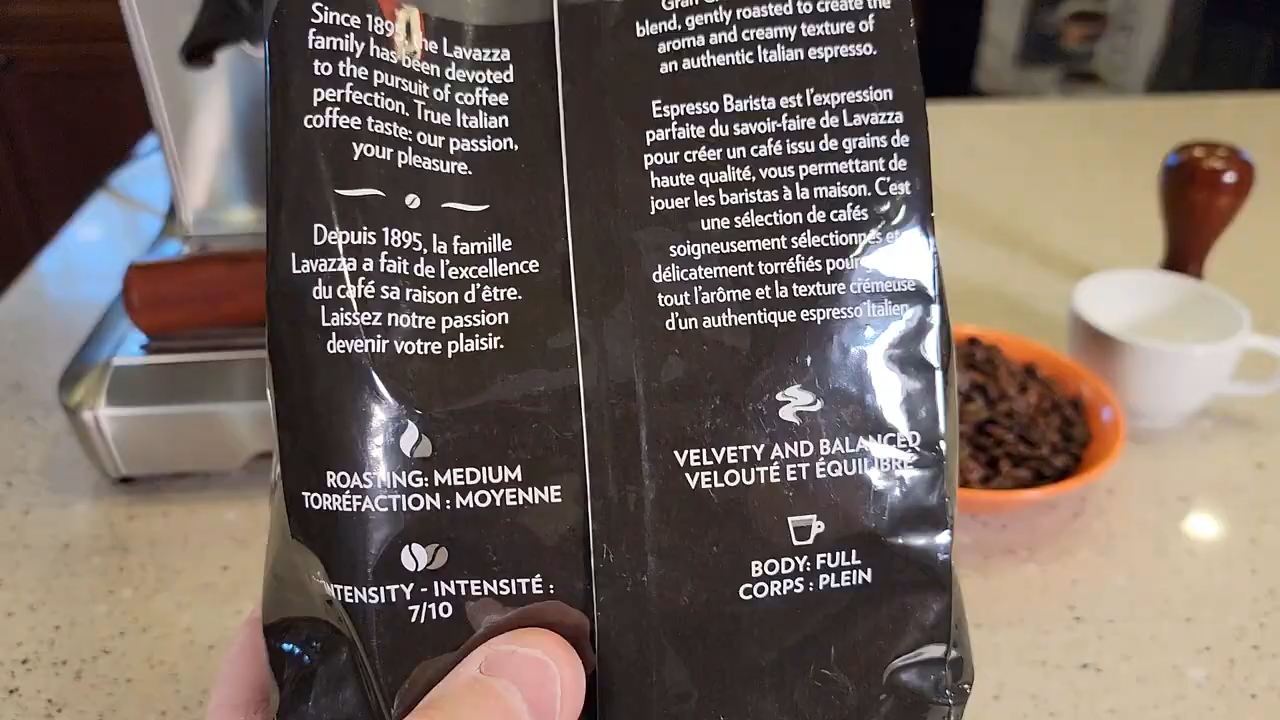 Since 1895, the Lavazza
family has been devoted
to the pursuit of coffee
perfection. True Italian
coffee taste: our passion,
your pleasure.
Depuis 1895, la famille
Lavazza a fait de l'excellence
du café sa raison d'être.
Laissez notre passion
devenir votre plaisir.
ROASTING: MEDIUM
TORRÉFACTION : MOYENNE
INTENSITY - INTENSITÉ :
7/10
Gran
blend, gently roasted to create the
aroma and creamy texture of
an authentic Italian espresso.
Espresso Barista est l'expression
parfaite du savoir-faire de Lavazza
pour créer un café issu de grains de
haute qualité, vous permettant de
jouer les baristas à la maison. C'est
une sélection de cafés
soigneusement sélectionnés et
délicatement torréfiés pour
tout l'arôme et la texture crémeuse
d'un authentique espresso Italien
VELVETY AND BALANCED
VELOUTÉ ET ÉQUILIBRÉ
BODY: FULL
CORPS : PLEIN